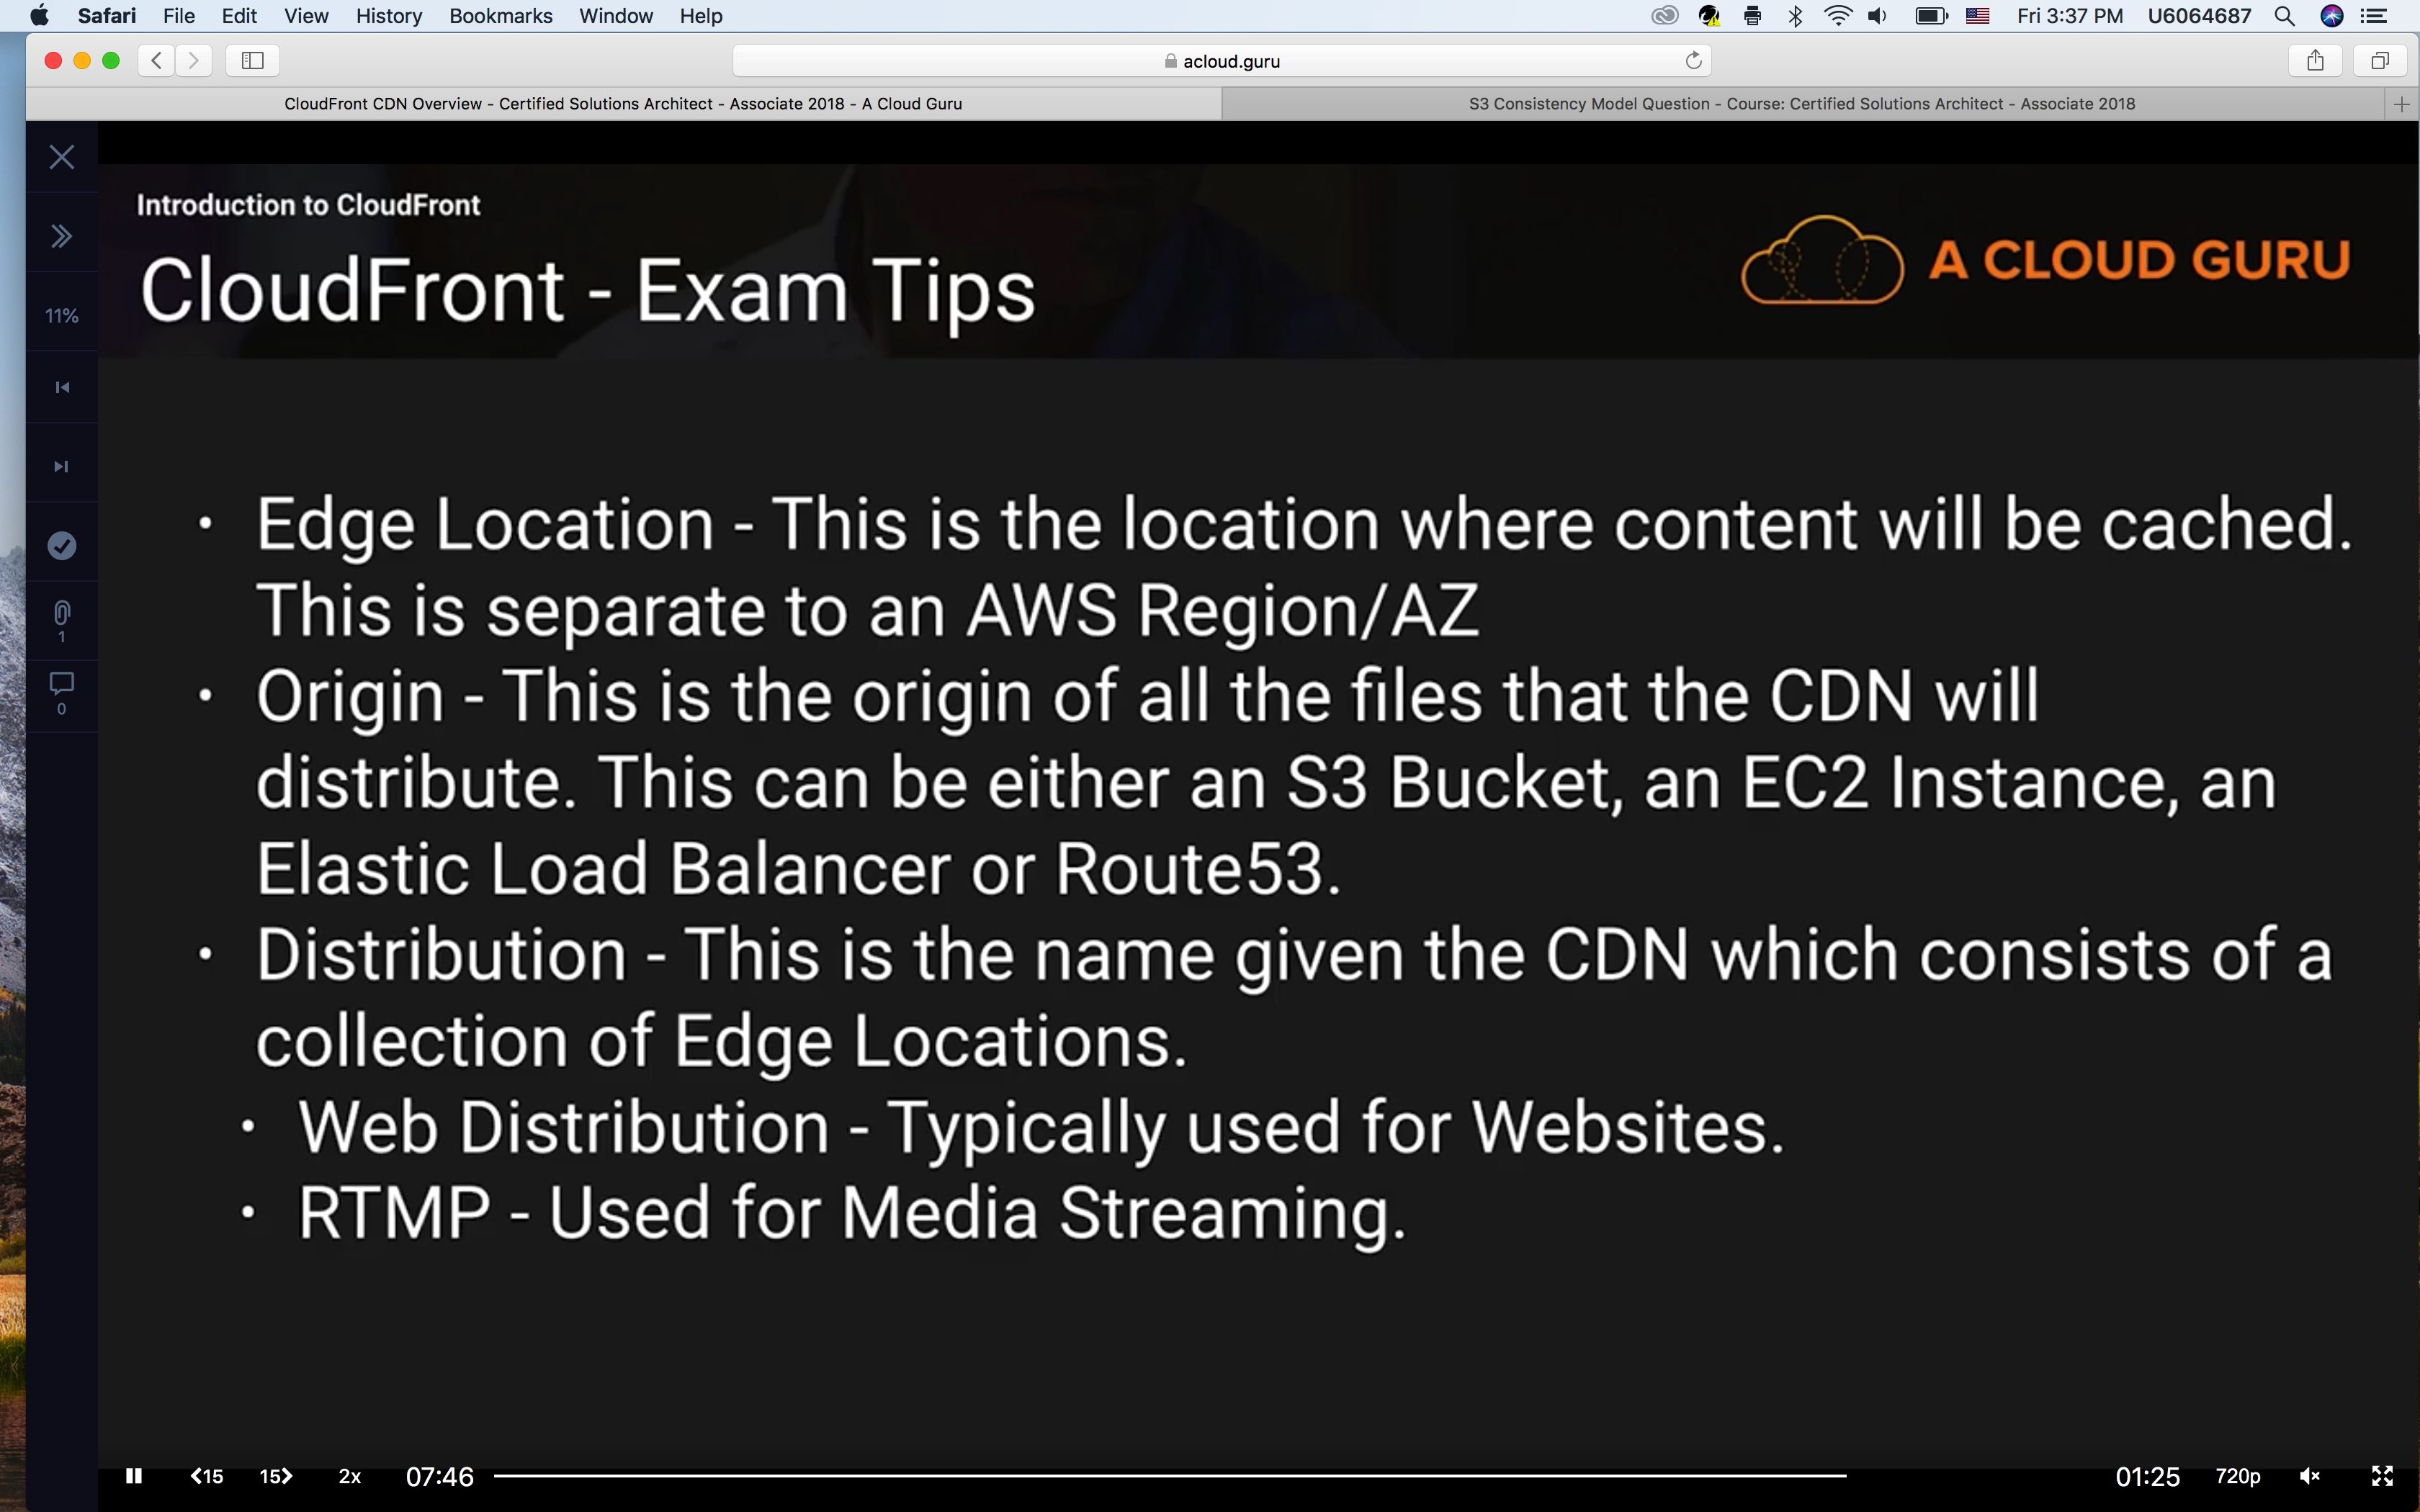 Safari File Edit View History Bookmarks Window Help Fri 3:37 PM U6064687
acloud.guru
CloudFront CDN Overview - Certified Solutions Architect - Associate 2018 - A Cloud Guru
S3 Consistency Model Question - Course: Certified Solutions Architect - Associate 2018
Introduction to CloudFront
CloudFront - Exam Tips
A CLOUD GURU
11%
1
0
• Edge Location - This is the location where content will be cached.
This is separate to an AWS Region/AZ
• Origin - This is the origin of all the files that the CDN will
distribute. This can be either an S3 Bucket, an EC2 Instance, an
Elastic Load Balancer or Route53.
• Distribution - This is the name given the CDN which consists of a
collection of Edge Locations.
• Web Distribution - Typically used for Websites.
• RTMP - Used for Media Streaming.
15 15 2x 07:46 01:25 720p